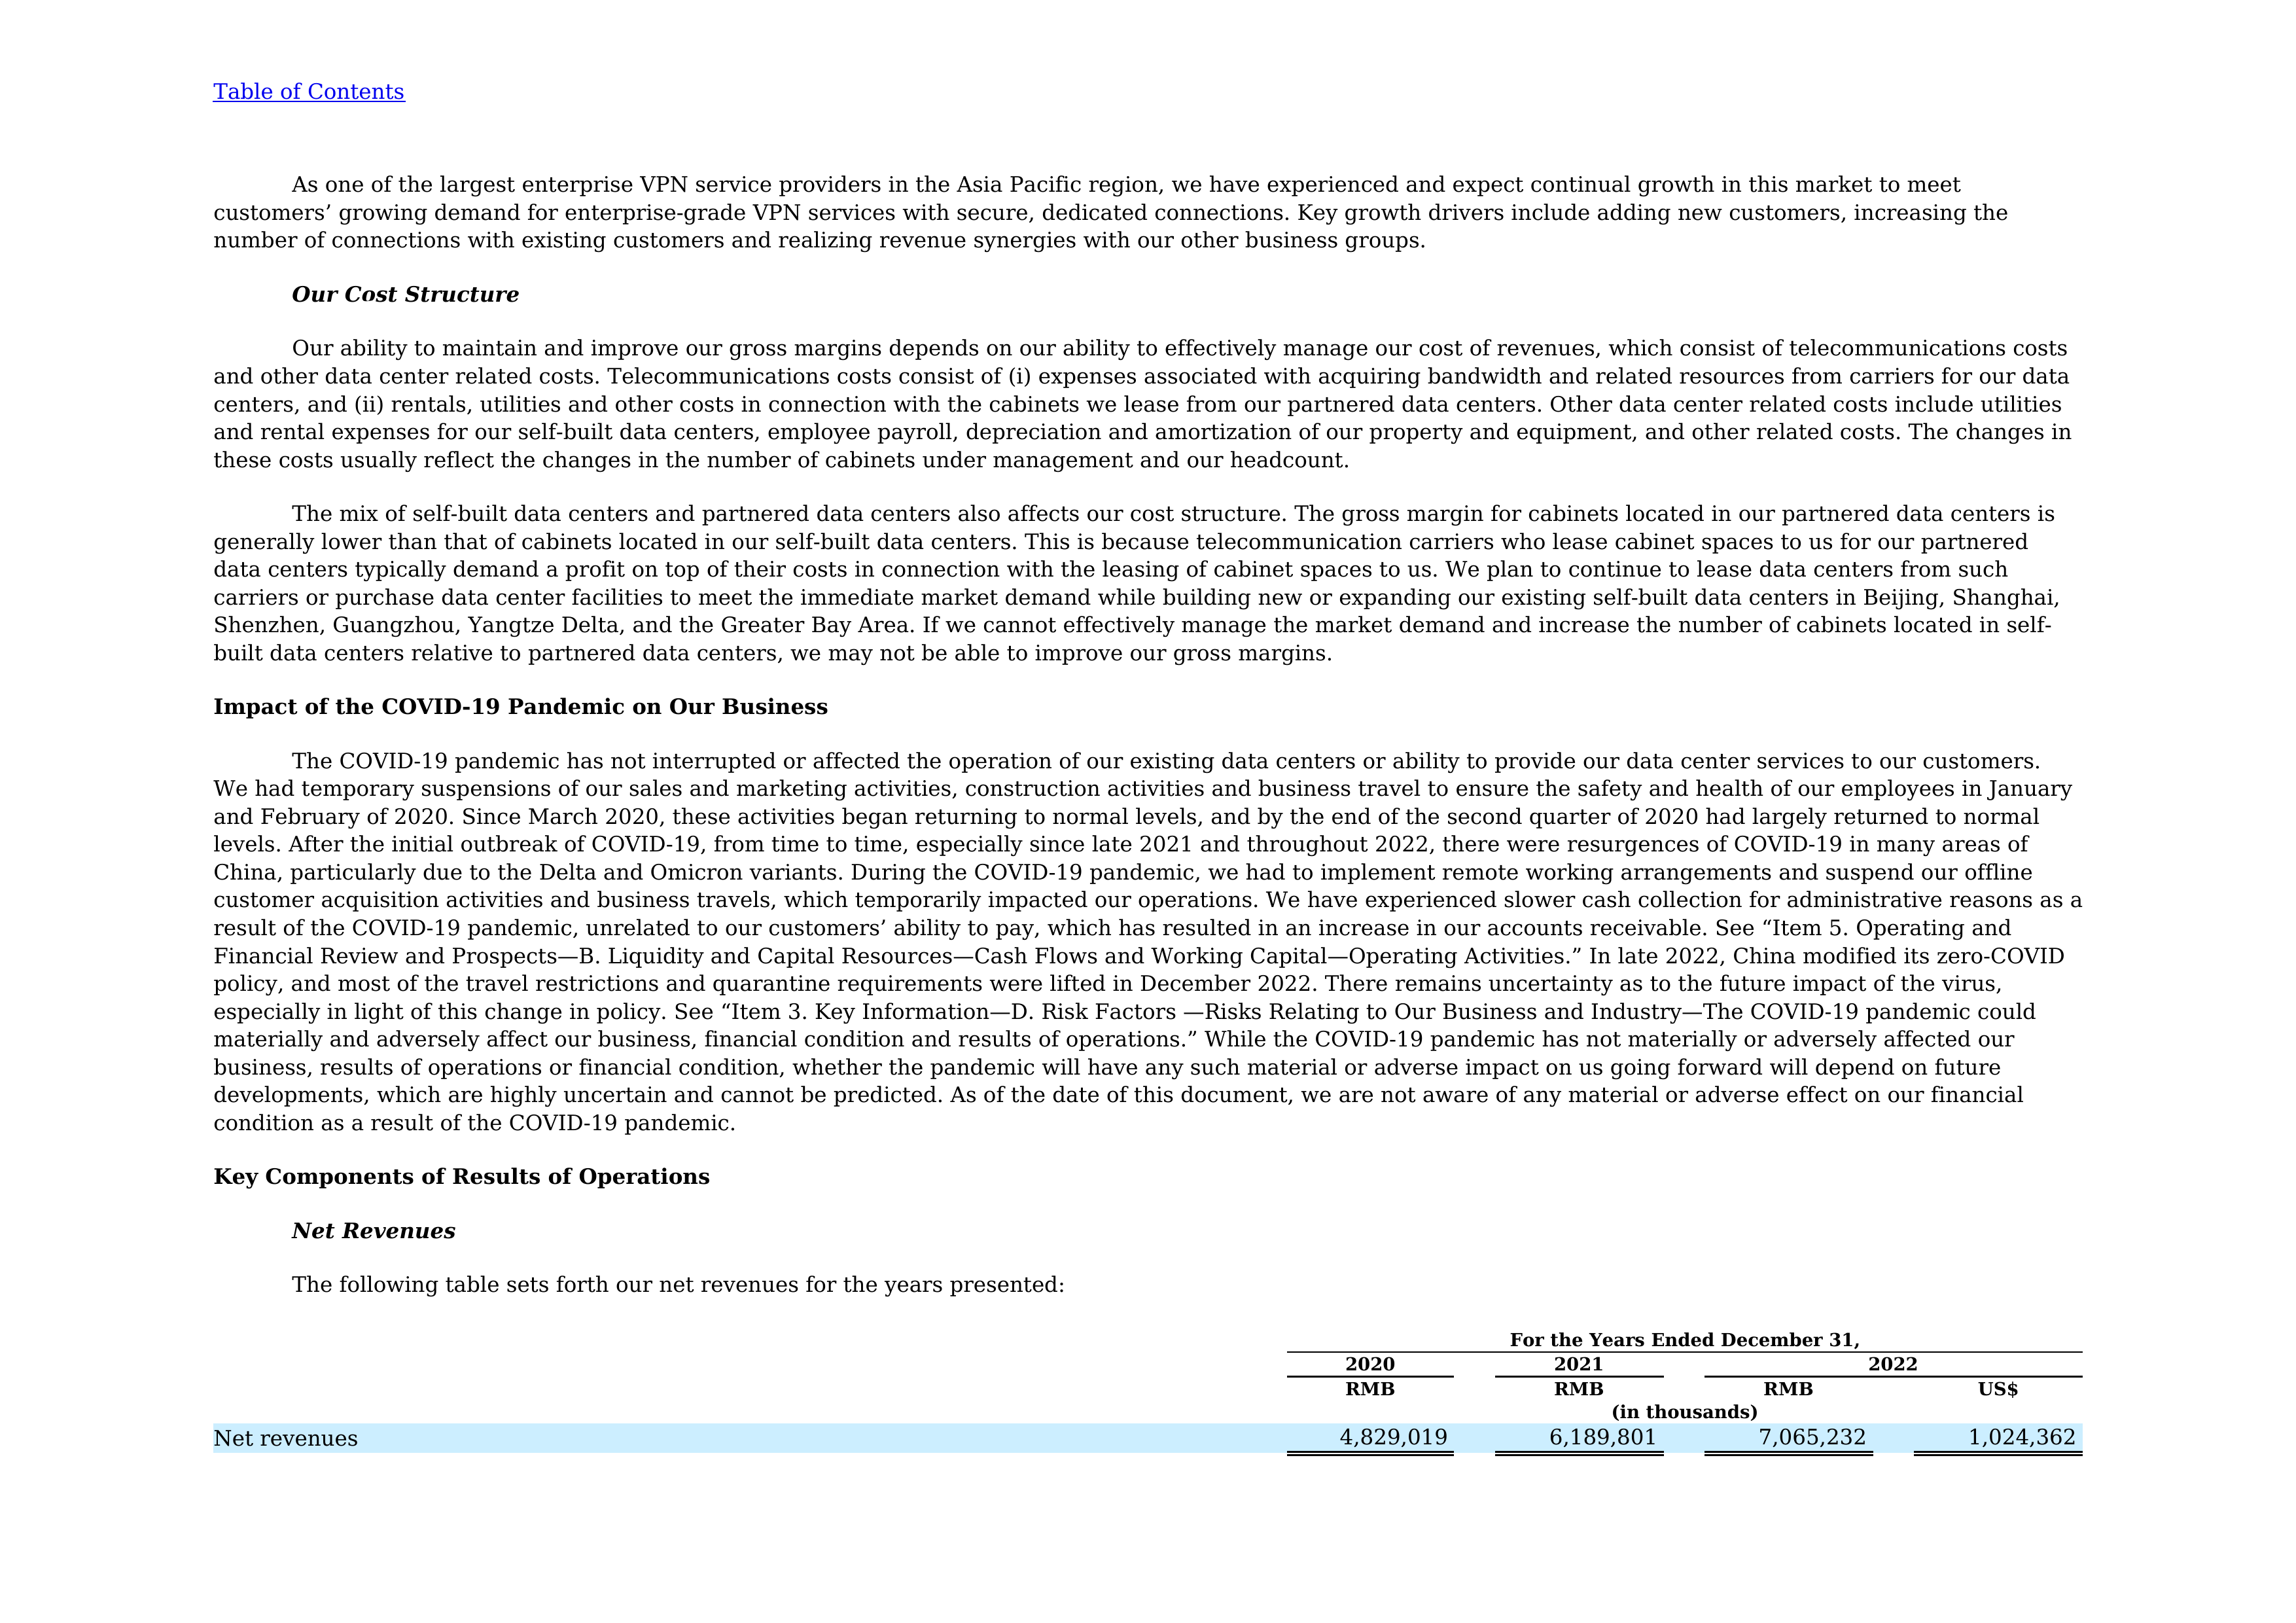 Table of Contents
As one of the largest enterprise VPN service providers in the Asia Pacific region, we have experienced and expect continual growth in this market to meet
customers’ growing demand for enterprise-grade VPN services with secure, dedicated connections. Key growth drivers include adding new customers, increasing the
number of connections with existing customers and realizing revenue synergies with our other business groups.
Our Cost Structure
Our ability to maintain and improve our gross margins depends on our ability to effectively manage our cost of revenues, which consist of telecommunications costs
and other data center related costs. Telecommunications costs consist of (i) expenses associated with acquiring bandwidth and related resources from carriers for our data
centers, and (ii) rentals, utilities and other costs in connection with the cabinets we lease from our partnered data centers. Other data center related costs include utilities
and rental expenses for our self-built data centers, employee payroll, depreciation and amortization of our property and equipment, and other related costs. The changes in
these costs usually reflect the changes in the number of cabinets under management and our headcount.
The mix of self-built data centers and partnered data centers also affects our cost structure. The gross margin for cabinets located in our partnered data centers is
generally lower than that of cabinets located in our self-built data centers. This is because telecommunication carriers who lease cabinet spaces to us for our partnered
data centers typically demand a profit on top of their costs in connection with the leasing of cabinet spaces to us. We plan to continue to lease data centers from such
carriers or purchase data center facilities to meet the immediate market demand while building new or expanding our existing self-built data centers in Beijing, Shanghai,
Shenzhen, Guangzhou, Yangtze Delta, and the Greater Bay Area. If we cannot effectively manage the market demand and increase the number of cabinets located in self-
built data centers relative to partnered data centers, we may not be able to improve our gross margins.
Impact of the COVID-19 Pandemic on Our Business
The COVID-19 pandemic has not interrupted or affected the operation of our existing data centers or ability to provide our data center services to our customers.
We had temporary suspensions of our sales and marketing activities, construction activities and business travel to ensure the safety and health of our employees in January
and February of 2020. Since March 2020, these activities began returning to normal levels, and by the end of the second quarter of 2020 had largely returned to normal
levels. After the initial outbreak of COVID-19, from time to time, especially since late 2021 and throughout 2022, there were resurgences of COVID-19 in many areas of
China, particularly due to the Delta and Omicron variants. During the COVID-19 pandemic, we had to implement remote working arrangements and suspend our offline
customer acquisition activities and business travels, which temporarily impacted our operations. We have experienced slower cash collection for administrative reasons as a
result of the COVID-19 pandemic, unrelated to our customers’ ability to pay, which has resulted in an increase in our accounts receivable. See “Item 5. Operating and
Financial Review and Prospects—B. Liquidity and Capital Resources—Cash Flows and Working Capital—Operating Activities.” In late 2022, China modified its zero-COVID
policy, and most of the travel restrictions and quarantine requirements were lifted in December 2022. There remains uncertainty as to the future impact of the virus,
especially in light of this change in policy. See “Item 3. Key Information—D. Risk Factors —Risks Relating to Our Business and Industry—The COVID-19 pandemic could
materially and adversely affect our business, financial condition and results of operations.” While the COVID-19 pandemic has not materially or adversely affected our
business, results of operations or financial condition, whether the pandemic will have any such material or adverse impact on us going forward will depend on future
developments, which are highly uncertain and cannot be predicted. As of the date of this document, we are not aware of any material or adverse effect on our financial
condition as a result of the COVID-19 pandemic.
Key Components of Results of Operations
Net Revenues
The following table sets forth our net revenues for the years presented:
For the Years Ended December 31,
2020 2021 2022
RMB RMB RMB US$
(in thousands)
Net revenues 4,829,019 6,189,801 7,065,232 1,024,362